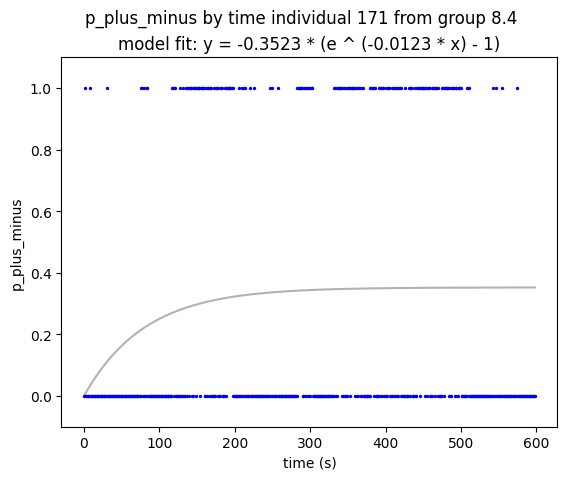 p_plus_minus by time individual 171 from group 8.4
model fit: y = -0.3523 * (e ^ (-0.0123 * x) - 1)
1.0
0.8
0.6
0.4
0.2
0.0
p_plus_minus
0 100 200 300 400 500 600
time (s)